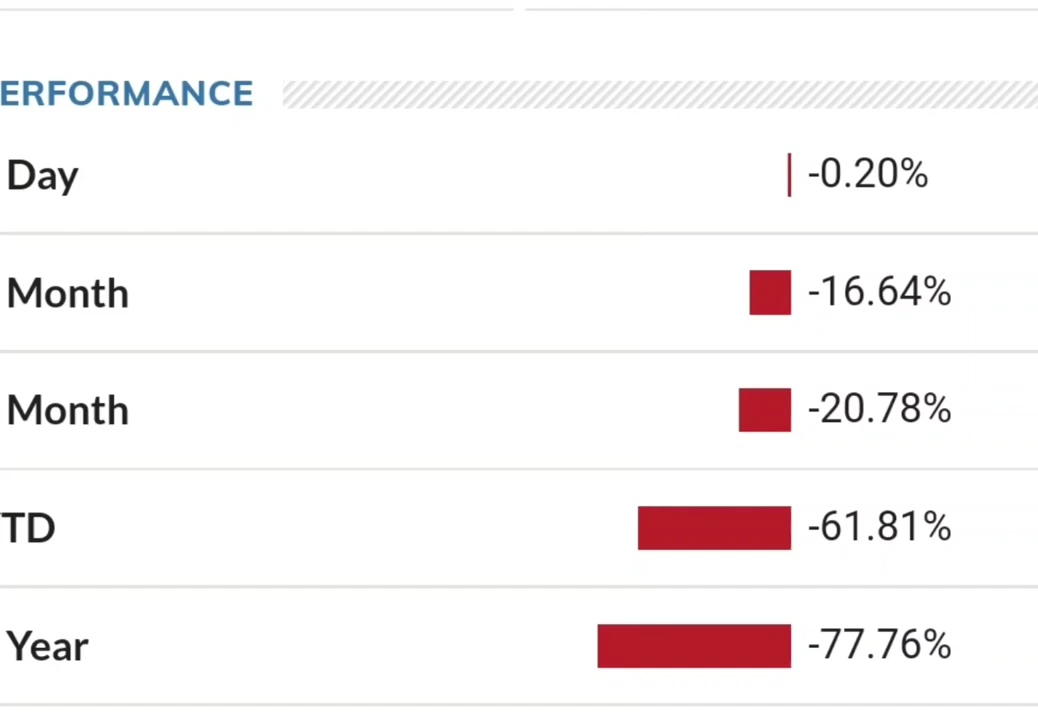 ERFORMANCE
Day -0.20%
Month -16.64%
Month -20.78%
TD -61.81%
Year -77.76%